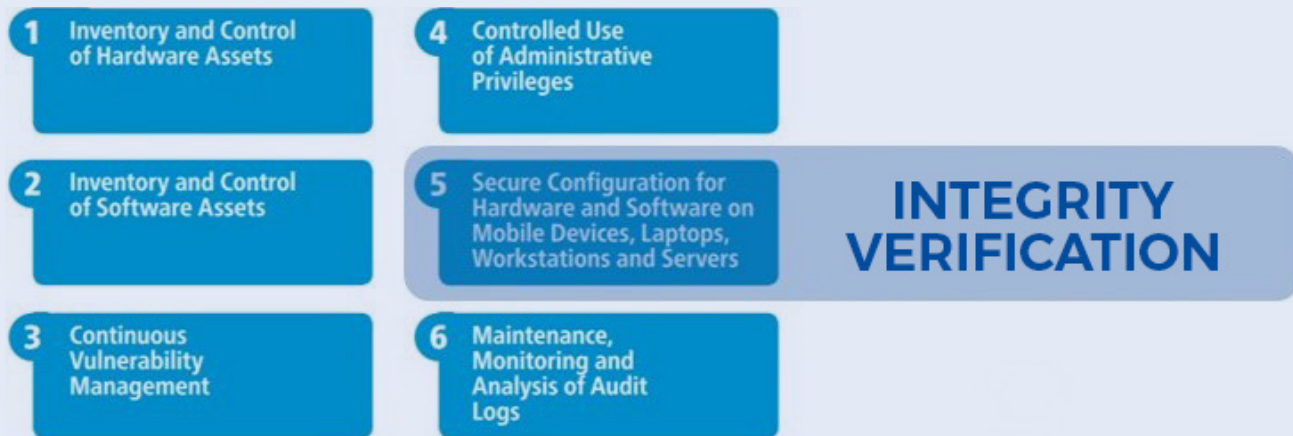 1 Inventory and Control
of Hardware Assets
2 Inventory and Control
of Software Assets
3 Continuous
Vulnerability
Management
4 Controlled Use
of Administrative
Privileges
5 Secure Configuration for
Hardware and Software on
Mobile Devices, Laptops,
Workstations and Servers
6 Maintenance,
Monitoring and
Analysis of Audit
Logs
INTEGRITY
VERIFICATION